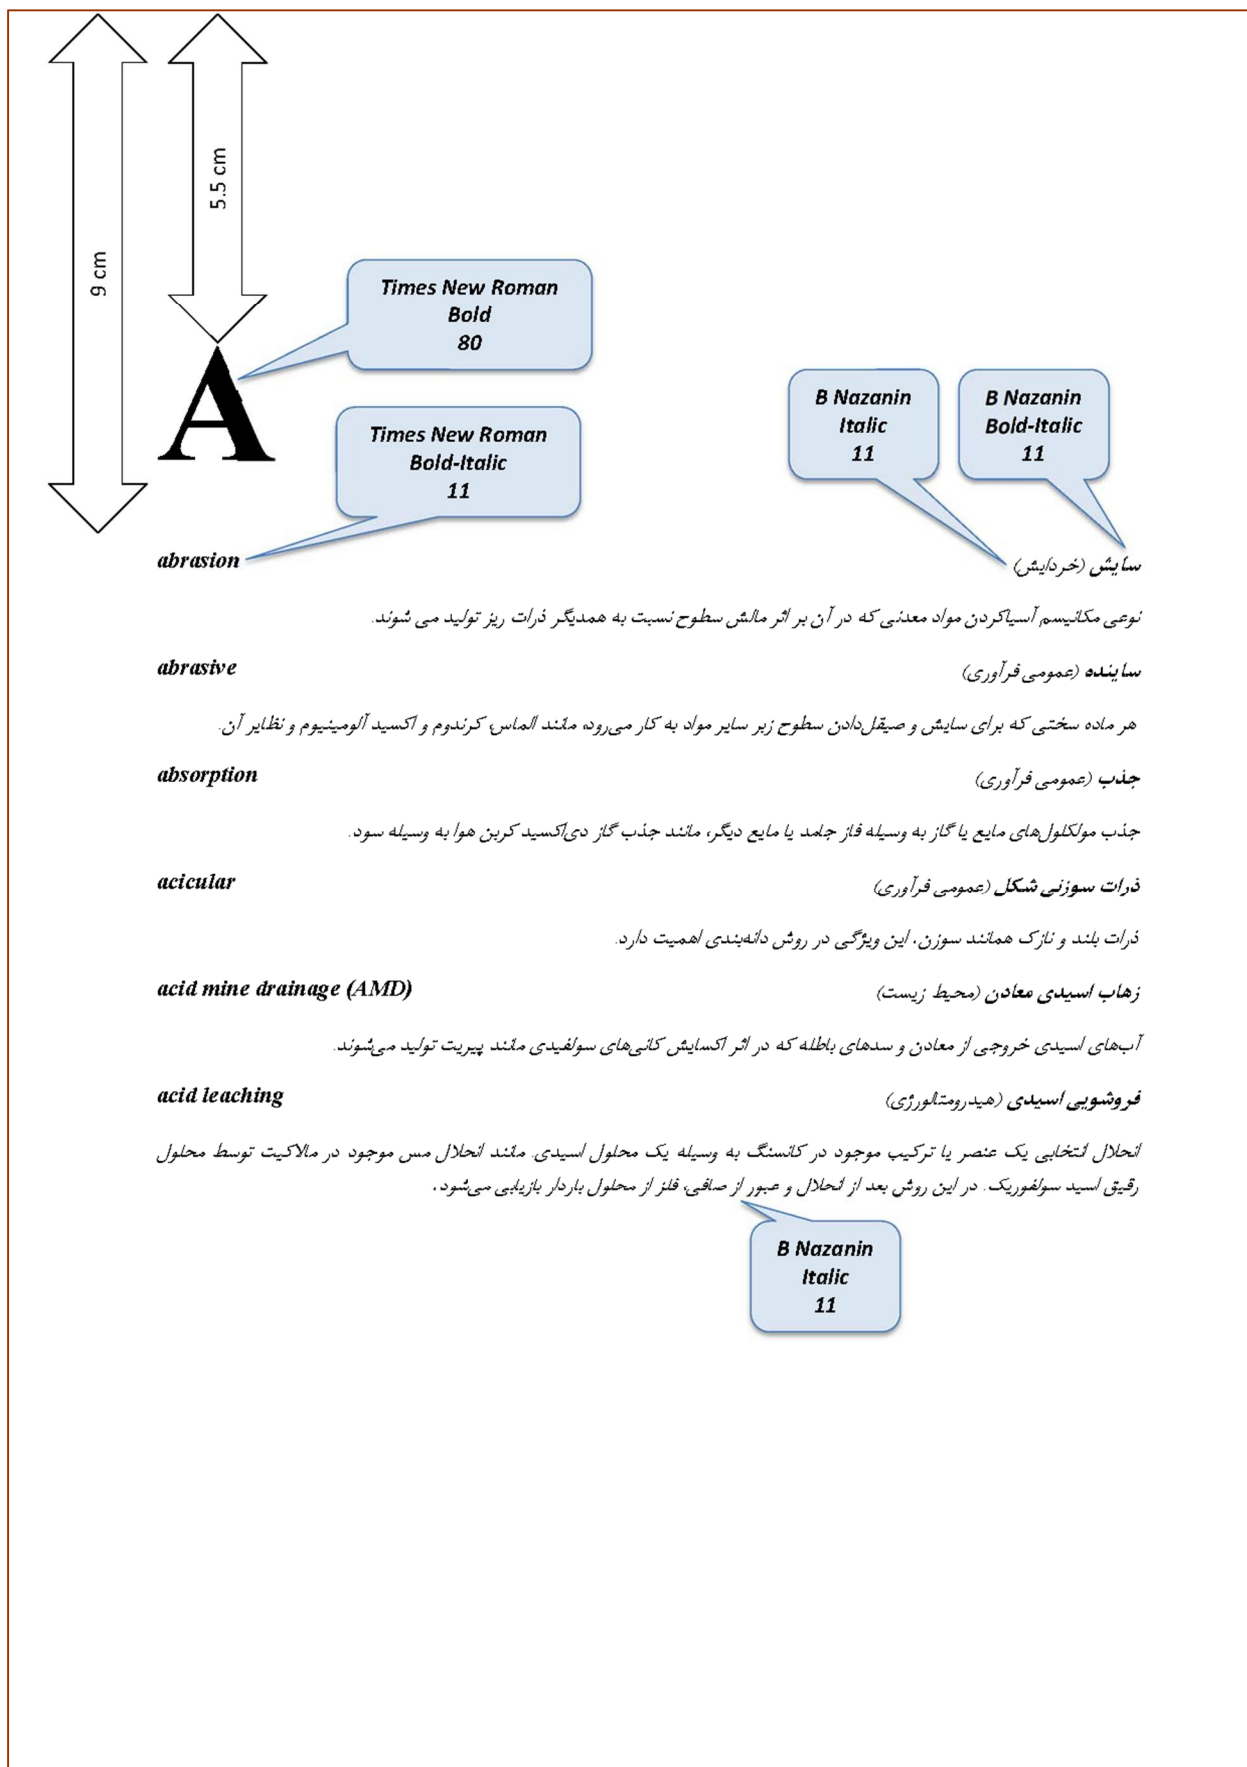 5.5 cm
9 cm
Times New Roman
Bold
80
A
Times New Roman
Bold-Italic
11
B Nazanin
Italic
11
B Nazanin
Bold-Italic
11
abrasion
سایش (خردایش)
نوعی مکانیسم آسیاکردن مواد معدنی که در آن بر اثر مالش سطوح نسبت به همدیگر ذرات ریز تولید می شوند.
abrasive
ساینده (عمومی فرآوری)
هر ماده سختی که برای سایش و صیقل‌دادن سطوح زبر سایر مواد به کار می‌رود، مانند الماس، کرندوم و اکسید آلومینیوم و نظایر آن.
absorption
جذب (عمومی فرآوری)
جذب مولکلول‌های مایع یا گاز به وسیله فاز جامد یا مایع دیگر، مانند جذب گاز دی‌اکسید کربن هوا به وسیله سود.
acicular
ذرات سوزنی شکل (عمومی فرآوری)
ذرات بلند و نازک همانند سوزن، این ویژگی در روش دانه‌بندی اهمیت دارد.
acid mine drainage (AMD)
زهاب اسیدی معادن (محیط زیست)
آب‌های اسیدی خروجی از معادن و سدهای باطله که در اثر اکسایش کانی‌های سولفیدی مانند پیریت تولید می‌شوند.
acid leaching
فروشویی اسیدی (هیدرومتالورژی)
انحلال انتخابی یک عنصر یا ترکیب موجود در کانسنگ به وسیله یک محلول اسیدی. مانند انحلال مس موجود در مالاکیت توسط محلول
رقیق اسید سولفوریک. در این روش بعد از انحلال و عبور از صافی، فلز از محلول باردار بازیابی می‌شود.
B Nazanin
Italic
11